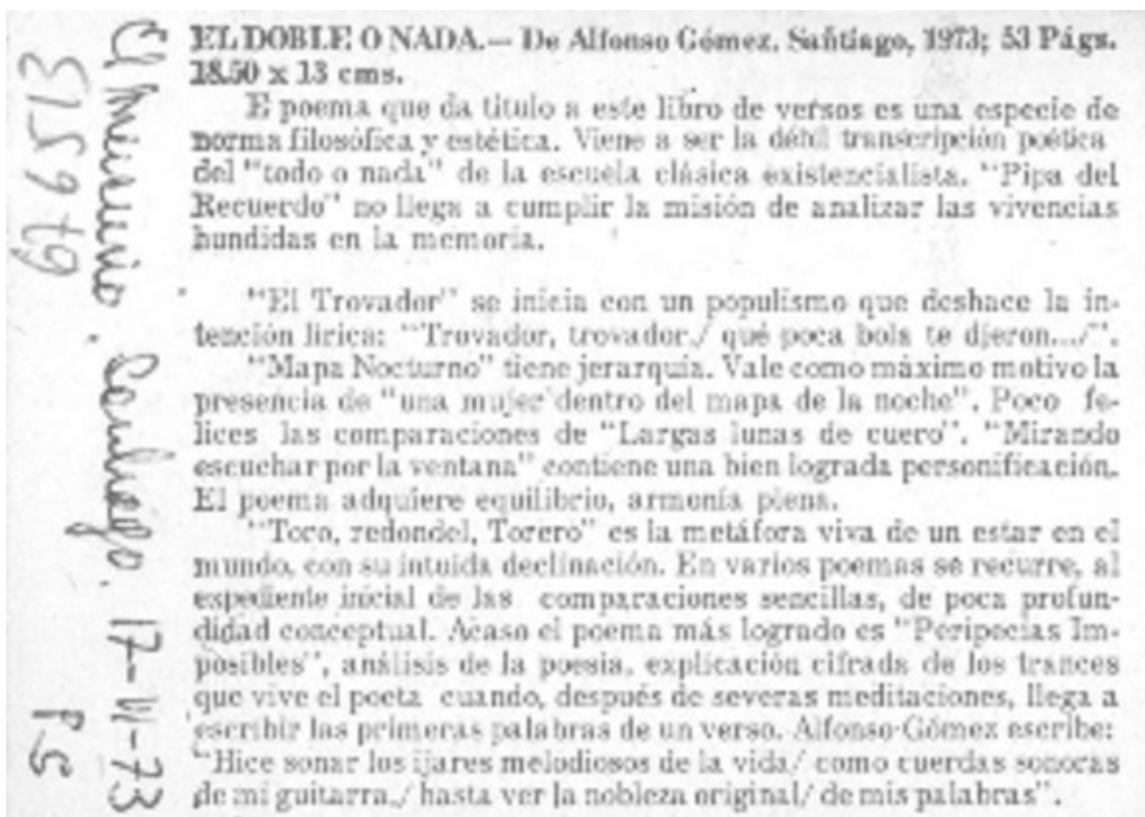 EL DOBLE O NADA.— De Alfonso Gómez. Santiago, 1973; 53 Págs.
18.50 x 13 cms.
E poema que da titulo a este libro de versos es una especie de
norma filosófica y estética. Viene a ser la débil transcripción poética
del "todo o nada" de la escuela clásica existencialista. "Pipa del
Recuerdo" no llega a cumplir la misión de analizar las vivencias
hundidas en la memoria.
"El Trovador" se inicia con un populismo que deshace la in-
tención lírica: "Trovador, trovador./ qué poca bola te dieron.../".
"Mapa Nocturno" tiene jerarquía. Vale como máximo motivo la
presencia de "una mujer dentro del mapa de la noche". Poco fe-
lices las comparaciones de "Largas lunas de cuero". "Mirando
escuchar por la ventana" contiene una bien lograda personificación.
El poema adquiere equilibrio, armonía plena.
"Toro, redondel, Torero" es la metáfora viva de un estar en el
mundo, con su intuida declinación. En varios poemas se recurre, al
expediente inicial de las comparaciones sencillas, de poca profun-
didad conceptual. Acaso el poema más logrado es "Peripecias Im-
posibles", análisis de la poesía, explicación cifrada de los trances
que vive el poeta cuando, después de severas meditaciones, llega a
escribir las primeras palabras de un verso. Alfonso Gómez escribe:
"Hice sonar los ijares melodiosos de la vida/ como cuerdas sonoras
de mi guitarra./ hasta ver la nobleza original/ de mis palabras".
El Mercurio. Santiago. 17-VI-73
P.5